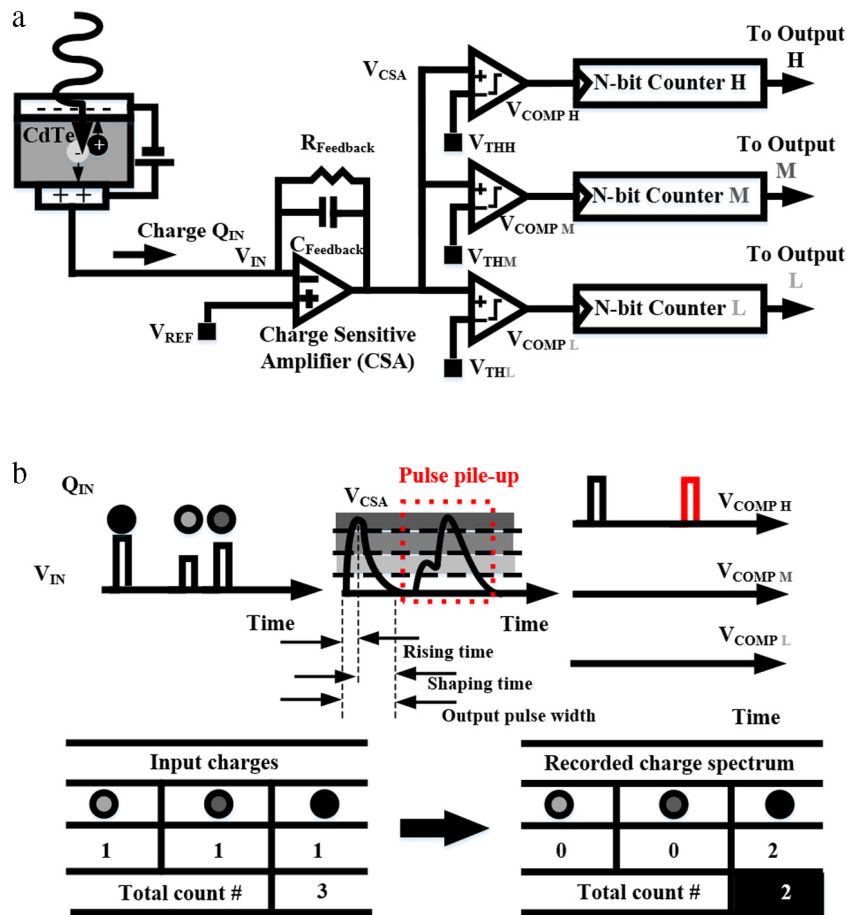 a
To Output
H
V_CSA
N-bit Counter H
V_COMP H
CdTe
- - - - - -
-
+
+ +
V_THH
R_Feedback
To Output
M
N-bit Counter M
V_COMP M
Charge Q_IN
V_IN
C_Feedback
V_THM
To Output
L
N-bit Counter L
V_REF
Charge Sensitive
Amplifier (CSA)
V_COMP L
V_THL
b
Pulse pile-up
Q_IN
V_CSA
V_COMP H
V_IN
V_COMP M
Time
Time
V_COMP L
Rising time
Shaping time
Output pulse width
Time
Input charges
1 1 1
Total count # 3
Recorded charge spectrum
0 0 2
Total count # 2